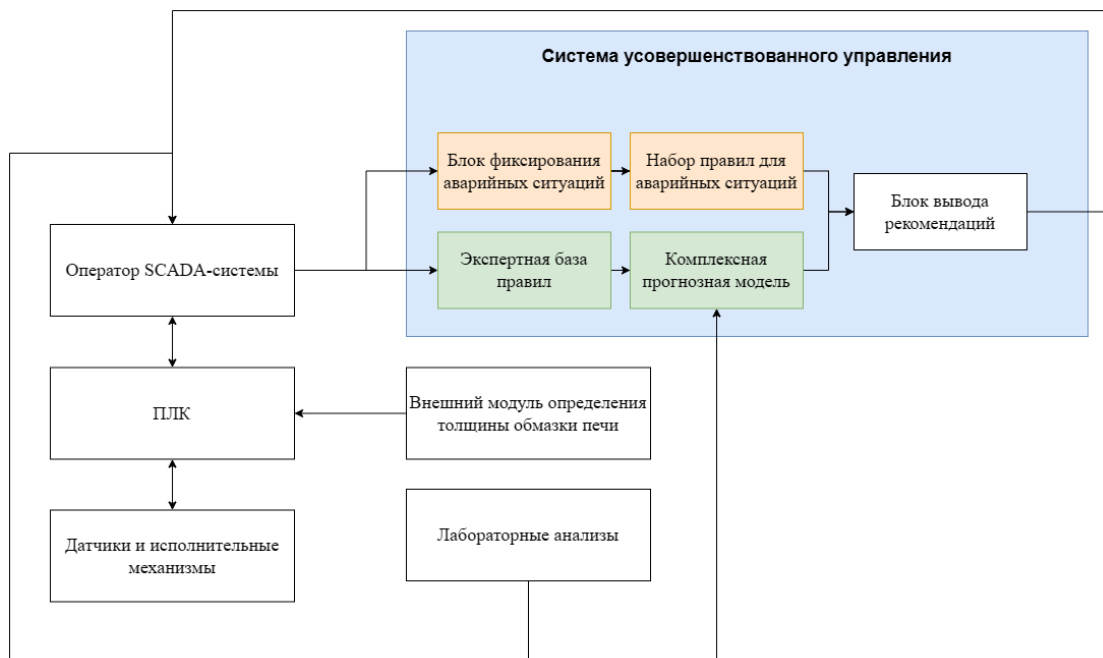 Система усовершенствованного управления
Блок фиксирования
аварийных ситуаций
Набор правил для
аварийных ситуаций
Блок вывода
рекомендаций
Оператор SCADA-системы
Экспертная база
правил
Комплексная
прогнозная модель
ПЛК
Внешний модуль определения
толщины обмазки печи
Датчики и исполнительные
механизмы
Лабораторные анализы